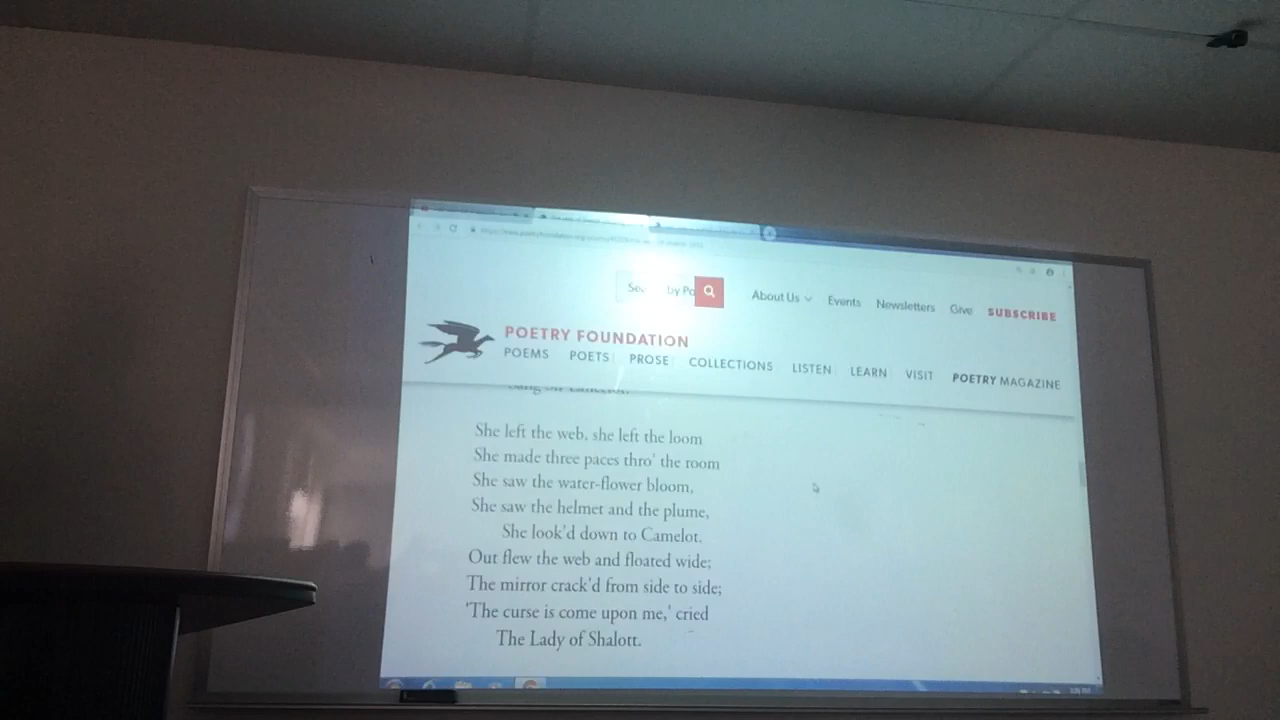 by Po
About Us
Events
Newsletters
Give
SUBSCRIBE
POETRY FOUNDATION
POEMS
POETS
PROSE
COLLECTIONS
LISTEN
LEARN
VISIT
POETRY MAGAZINE
She left the web, she left the loom
She made three paces thro' the room
She saw the water-flower bloom,
She saw the helmet and the plume,
She look'd down to Camelot.
Out flew the web and floated wide;
The mirror crack'd from side to side;
'The curse is come upon me,' cried
The Lady of Shalott.